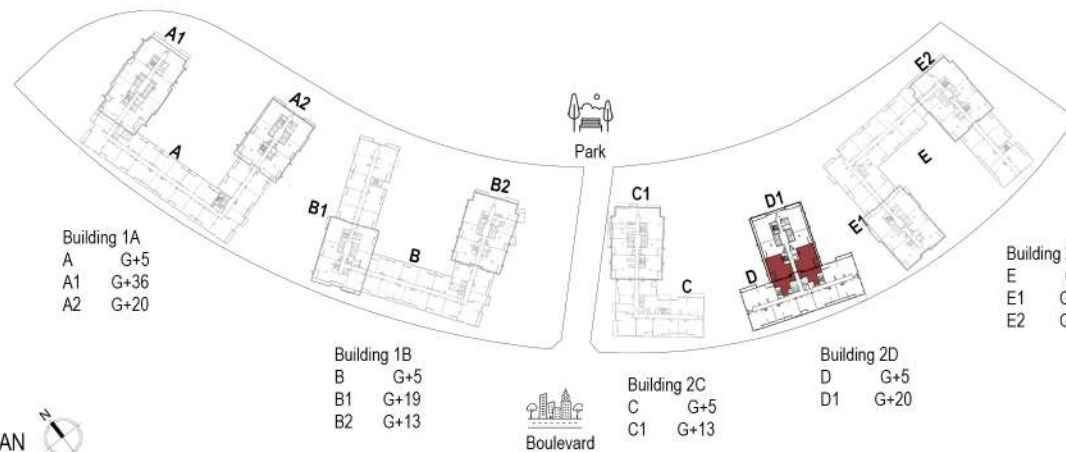 A1
A2
A
B1
B2
B
Park
C1
C
D1
D
E2
E
E1
Building 1A
A G+5
A1 G+36
A2 G+20
Building 1B
B G+5
B1 G+19
B2 G+13
Boulevard
Building 2C
C G+5
C1 G+13
Building 2D
D G+5
D1 G+20
Building
E
E1 G
E2 G
N